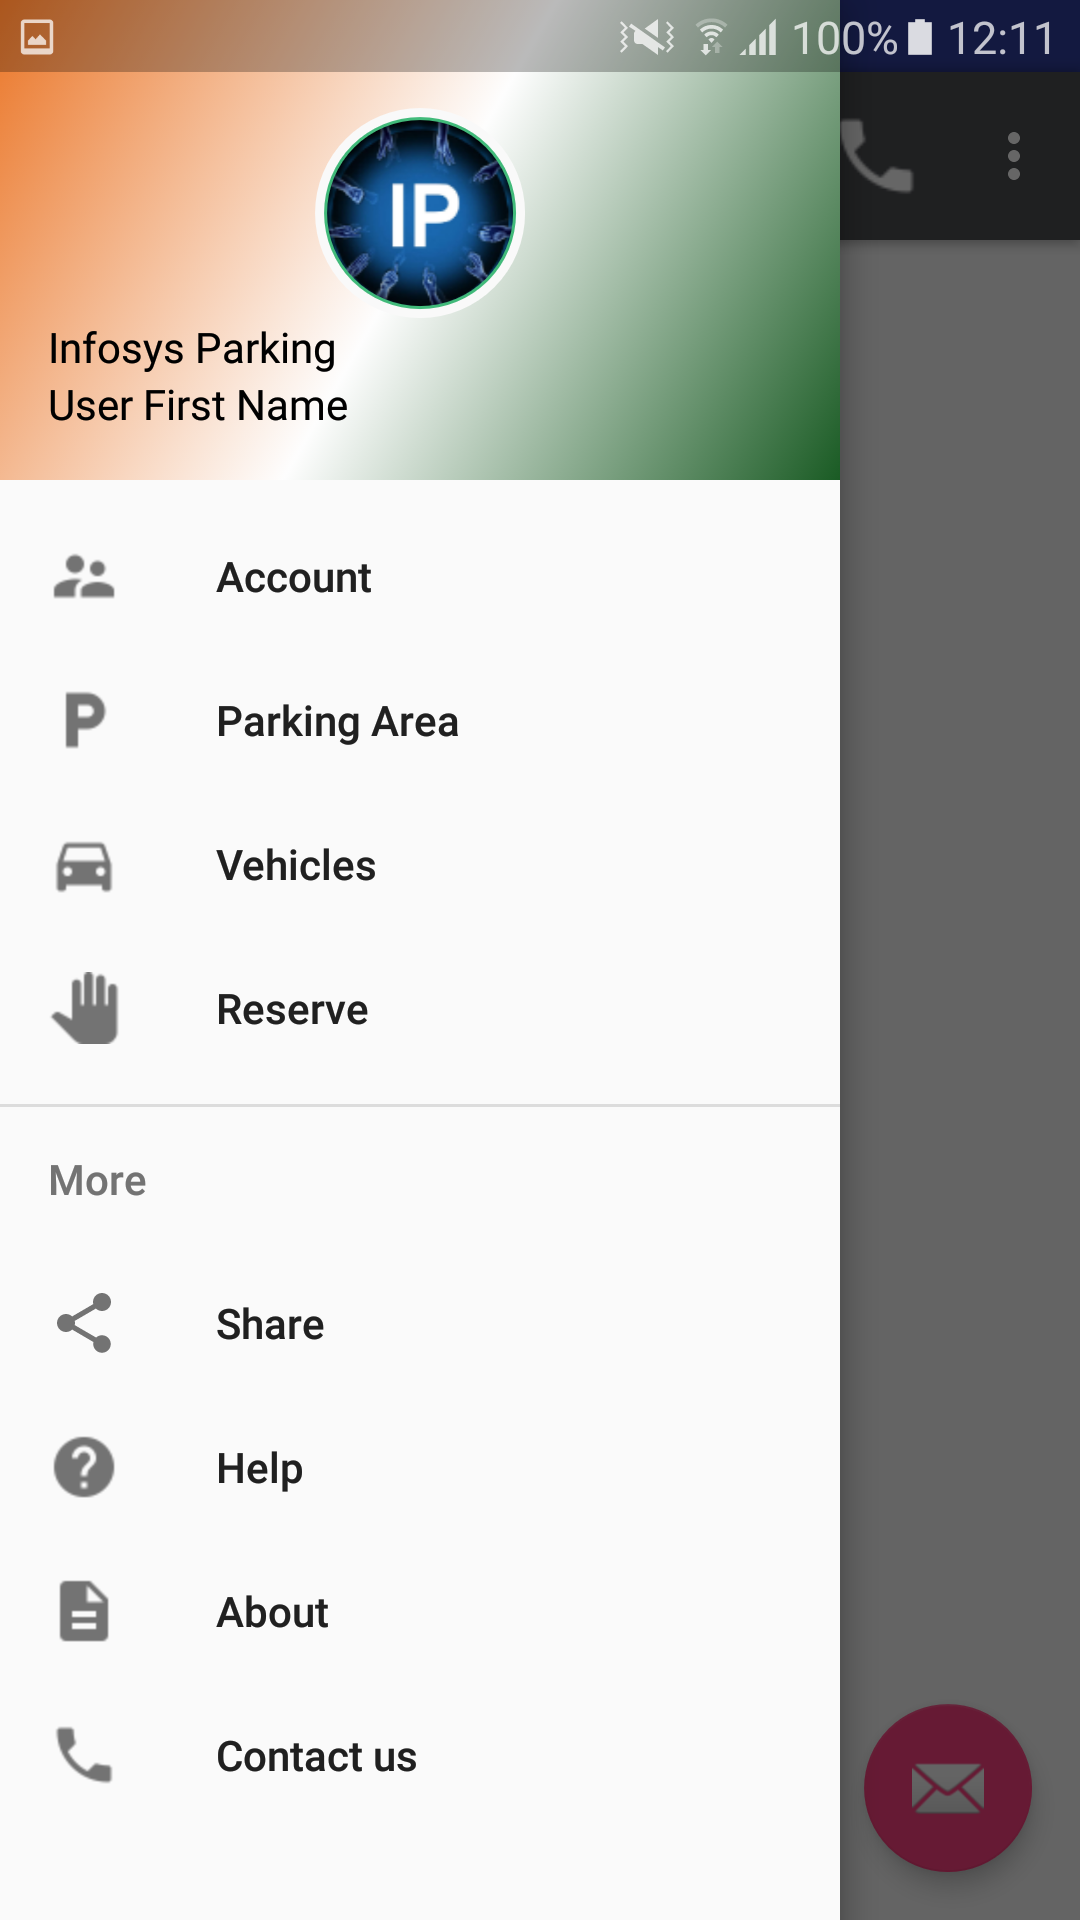 100% 12:11
IP
Infosys Parking
User First Name
Account
P Parking Area
Vehicles
Reserve
More
Share
? Help
About
Contact us